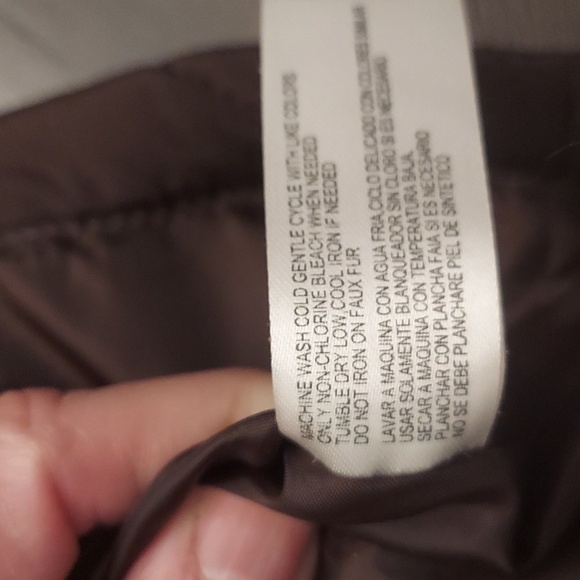 MACHINE WASH COLD GENTLE CYCLE WITH LIKE COLORS
ONLY NON-CHLORINE BLEACH WHEN NEEDED
TUMBLE DRY LOW, COOL IRON IF NEEDED
DO NOT IRON ON FAUX FUR.
LAVAR A MAQUINA CON AGUA FRIA CICLO DELICADO CON COLORES
USAR SOLAMENTE BLANQUEADOR SIN CLORO SI ES NECESARIO
SECAR A MAQUINA CON TEMPERATURA BAJA,
PLANCHAR CON PLANCHA FAIA SI ES NECESARIO
NO SE DEBE PLANCHARE PIEL DE SINTETICO